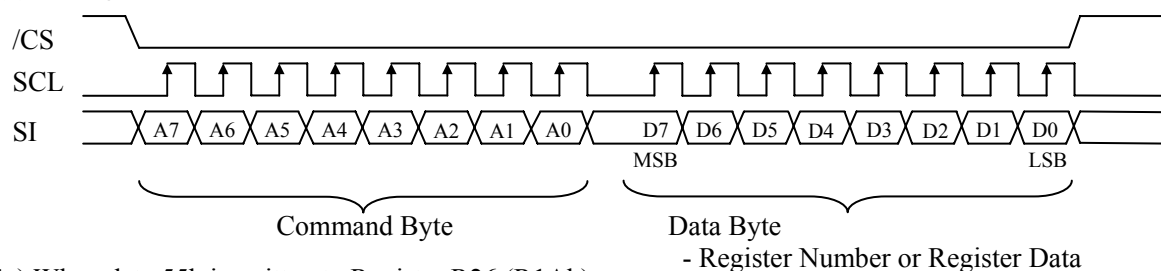 /CS
SCL
SI A7 A6 A5 A4 A3 A2 A1 A0 D7 D6 D5 D4 D3 D2 D1 D0
MSB LSB
Command Byte Data Byte
- Register Number or Register Data